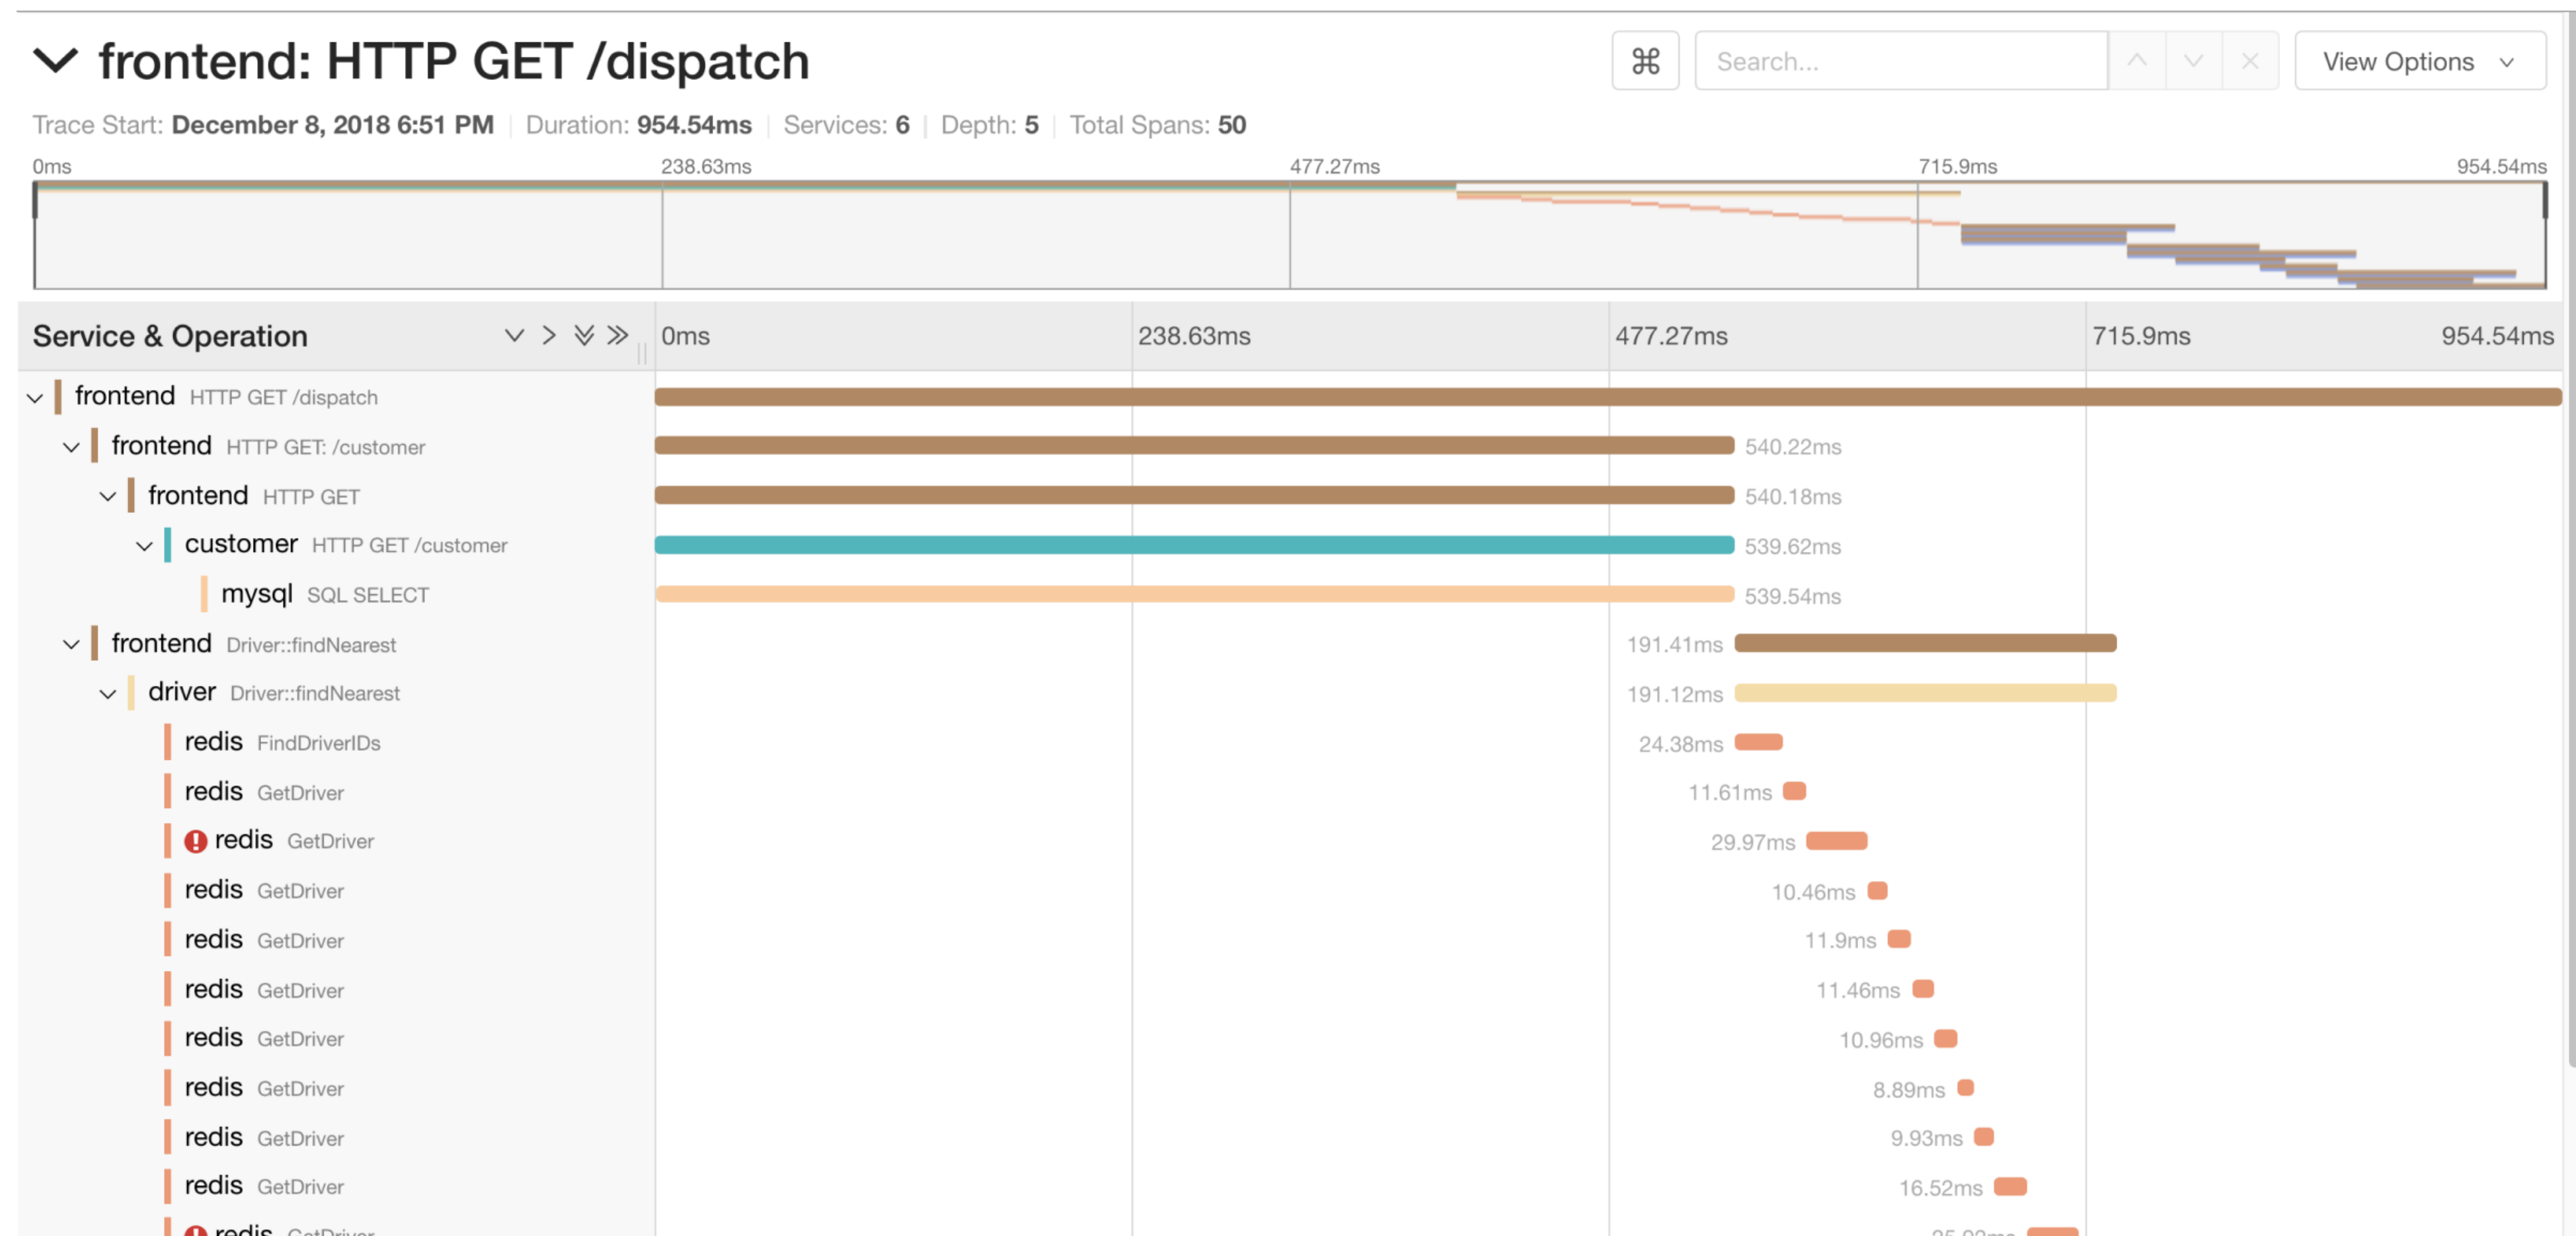 frontend: HTTP GET /dispatch
Search...
View Options
Trace Start: December 8, 2018 6:51 PM Duration: 954.54ms Services: 6 Depth: 5 Total Spans: 50
0ms 238.63ms 477.27ms 715.9ms 954.54ms
Service & Operation 0ms 238.63ms 477.27ms 715.9ms 954.54ms
frontend HTTP GET /dispatch
frontend HTTP GET: /customer 540.22ms
frontend HTTP GET 540.18ms
customer HTTP GET /customer 539.62ms
mysql SQL SELECT 539.54ms
frontend Driver::findNearest 191.41ms
driver Driver::findNearest 191.12ms
redis FindDriverIDs 24.38ms
redis GetDriver 11.61ms
redis GetDriver 29.97ms
redis GetDriver 10.46ms
redis GetDriver 11.9ms
redis GetDriver 11.46ms
redis GetDriver 10.96ms
redis GetDriver 8.89ms
redis GetDriver 9.93ms
redis GetDriver 16.52ms
redis GetDriver